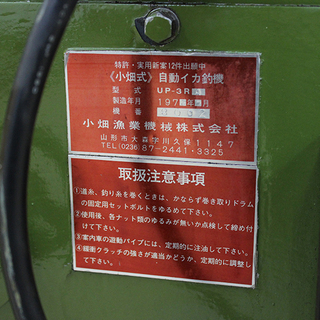 特許・実用新案12件出願中
《小畑式》自動イカ釣機
型式 UP-3R
製造年月 197 年 月
機番
小畑漁業機械株式会社
山形市大森字川久保1147
TEL(0236)87-2441・3325
取扱注意事項
①道糸、釣り糸を巻くときは、かならず巻き取りドラム
の固定用セットボルトをゆるめて下さい。
②使用後、各ナット類のゆるみが無いか点検して締め付
けて下さい。
③案内車の遊動パイプには、定期的に注油して下さい。
④緩衝クラッチの強さが適当かどうか、定期的に調整し
て下さい。